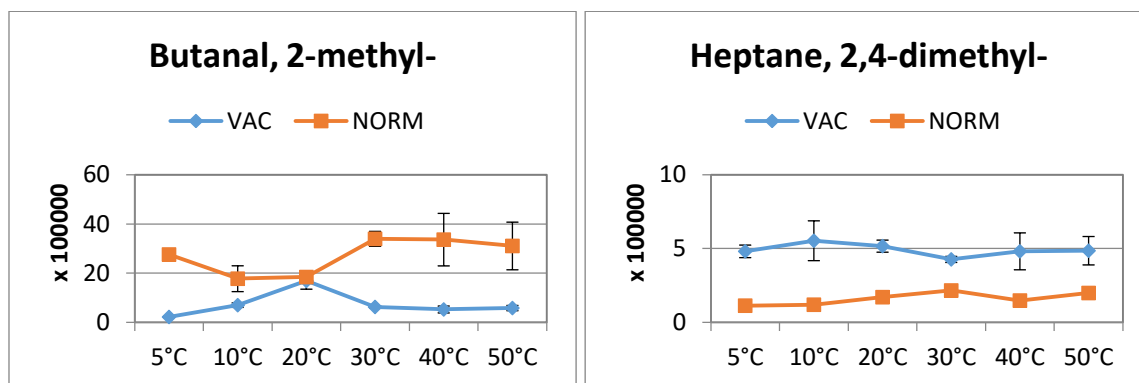 Butanal, 2-methyl-
VAC NORM
x 100000
60
40
20
0
5°C 10°C 20°C 30°C 40°C 50°C
Heptane, 2,4-dimethyl-
VAC NORM
x 100000
10
5
0
5°C 10°C 20°C 30°C 40°C 50°C